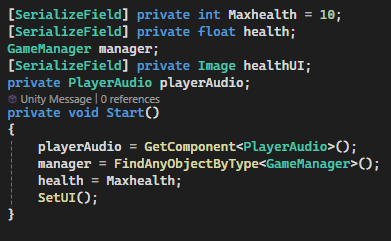 [SerializeField] private int Maxhealth = 10;
[SerializeField] private float health;
GameManager manager;
[SerializeField] private Image healthUI;
private PlayerAudio playerAudio;
Unity Message | 0 references
private void Start()
{
playerAudio = GetComponent<PlayerAudio>();
manager = FindAnyObjectByType<GameManager>();
health = Maxhealth;
SetUI();
}